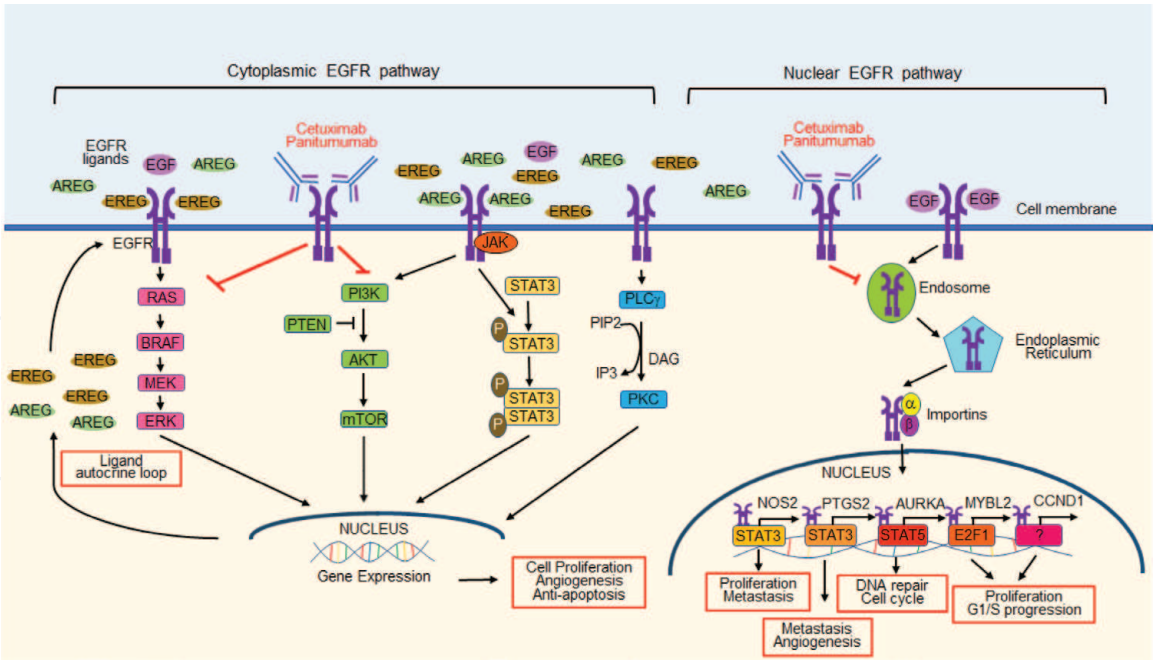 Cytoplasmic EGFR pathway
Nuclear EGFR pathway
EGFR
ligands
EGF
AREG
AREG
EREG
EREG
Cetuximab
Panitumumab
EREG
AREG
EGF
EREG
AREG
AREG
AREG
EREG
EREG
AREG
Cetuximab
Panitumumab
EGF
EGF
Cell membrane
EGFR
JAK
RAS
BRAF
MEK
ERK
PI3K
PTEN
AKT
mTOR
STAT3
P
STAT3
P
STAT3
P
STAT3
PLCγ
PIP2
DAG
IP3
PKC
Endosome
Endoplasmic
Reticulum
α
β
Importins
EREG
EREG
EREG
AREG
AREG
Ligand
autocrine loop
NUCLEUS
Gene Expression
Cell Proliferation
Angiogenesis
Anti-apoptosis
NUCLEUS
NOS2
PTGS2
AURKA
MYBL2
CCND1
STAT3
STAT3
STAT5
E2F1
?
Proliferation
Metastasis
Metastasis
Angiogenesis
DNA repair
Cell cycle
Proliferation
G1/S progression